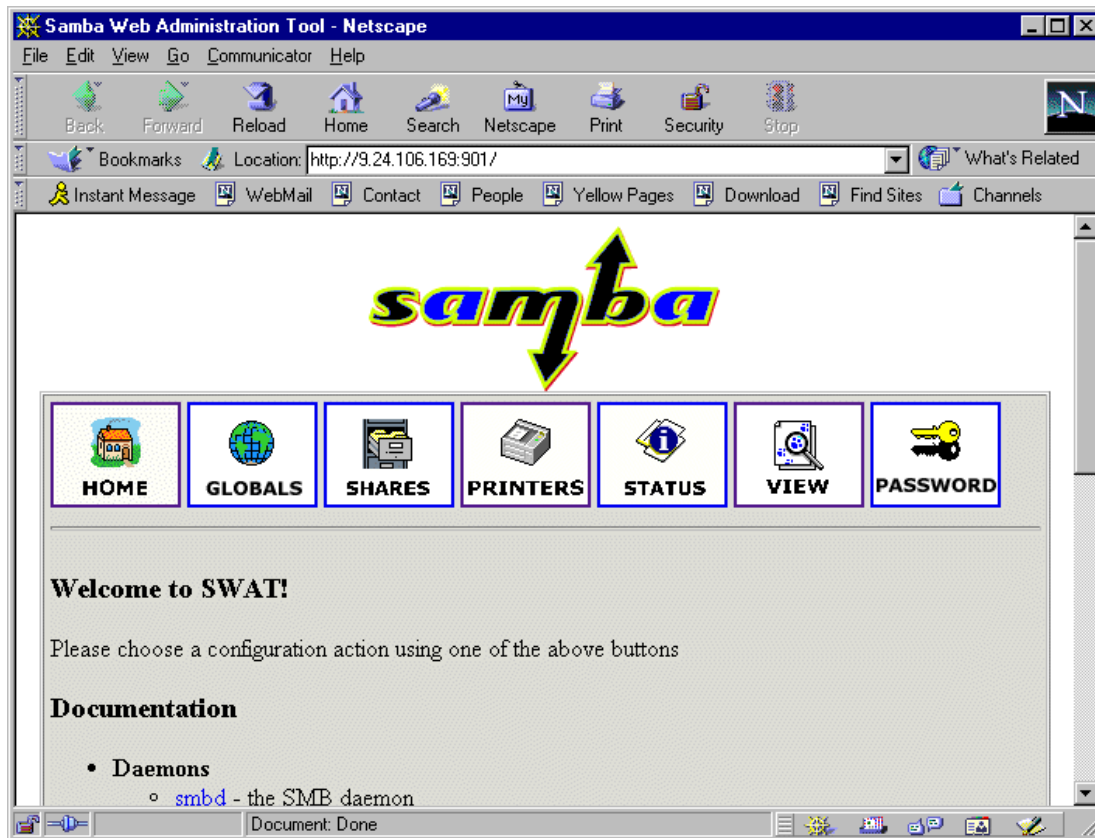 Samba Web Administration Tool - Netscape
File Edit View Go Communicator Help
Back Forward Reload Home Search Netscape Print Security Stop
My
N
Bookmarks Location: http://9.24.106.169:901/ What's Related
Instant Message WebMail Contact People Yellow Pages Download Find Sites Channels
samba
HOME GLOBALS SHARES PRINTERS STATUS VIEW PASSWORD
Welcome to SWAT!
Please choose a configuration action using one of the above buttons
Documentation
• Daemons
◦ smbd - the SMB daemon
Document: Done